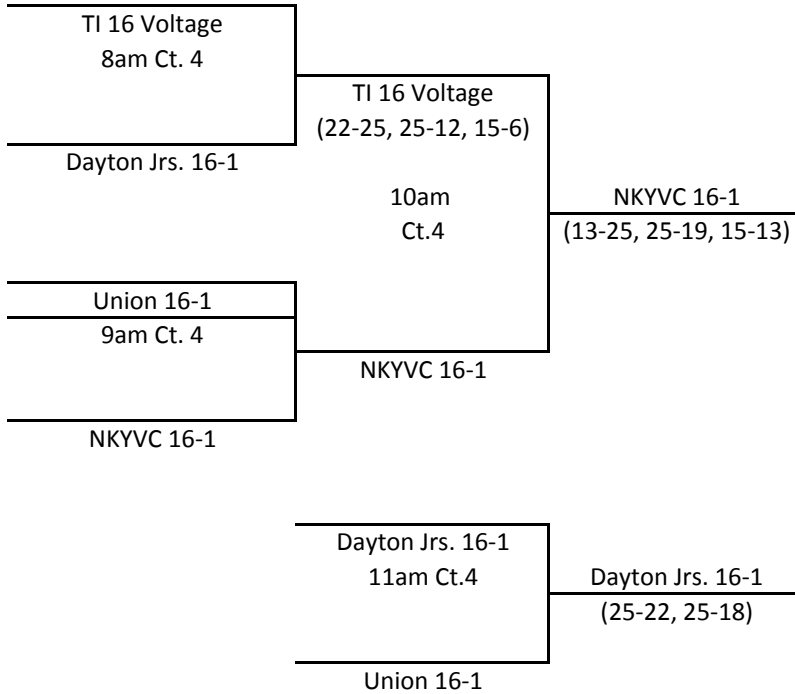 TI 16 Voltage
8am Ct. 4
Dayton Jrs. 16-1
TI 16 Voltage
(22-25, 25-12, 15-6)
10am
Ct.4
NKYVC 16-1
(13-25, 25-19, 15-13)
Union 16-1
9am Ct. 4
NKYVC 16-1
NKYVC 16-1
Dayton Jrs. 16-1
11am Ct.4
Union 16-1
Dayton Jrs. 16-1
(25-22, 25-18)